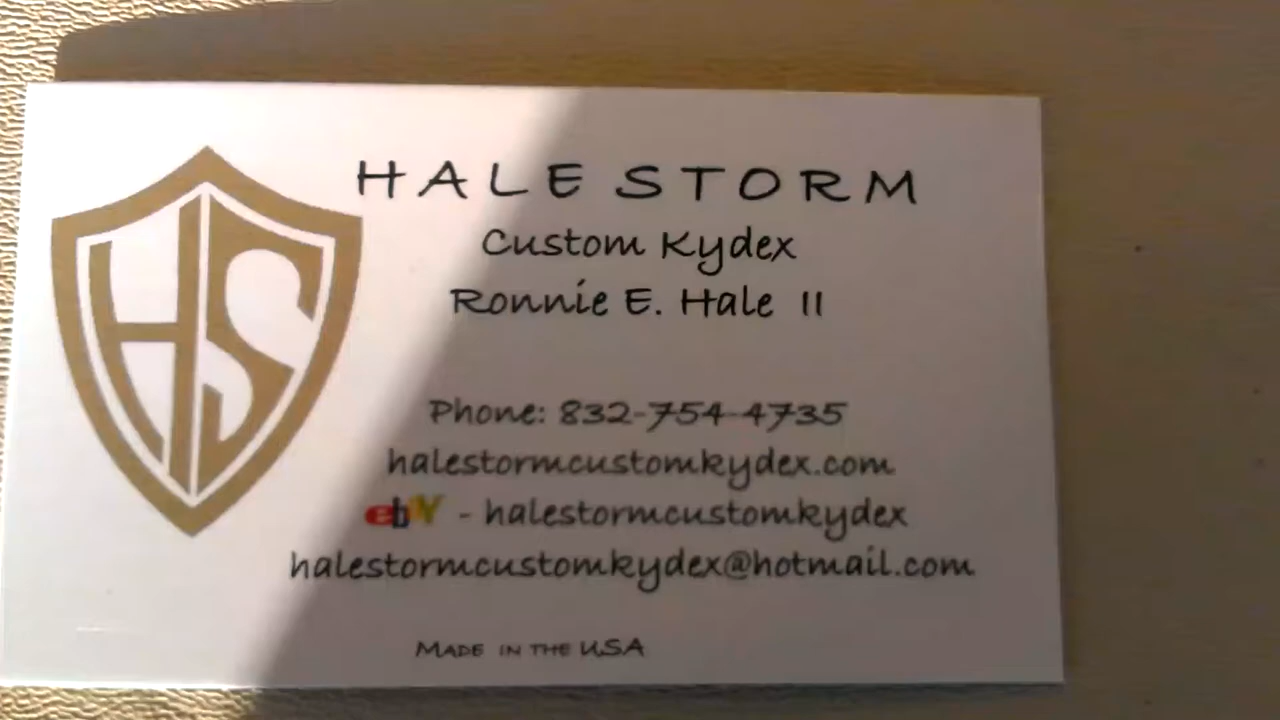 HS
HALE STORM
Custom Kydex
Ronnie E. Hale II
Phone: 832-754-4735
halestormcustomkydex.com
ebY - halestormcustomkydex
halestormcustomkydex@hotmail.com
MADE IN THE USA